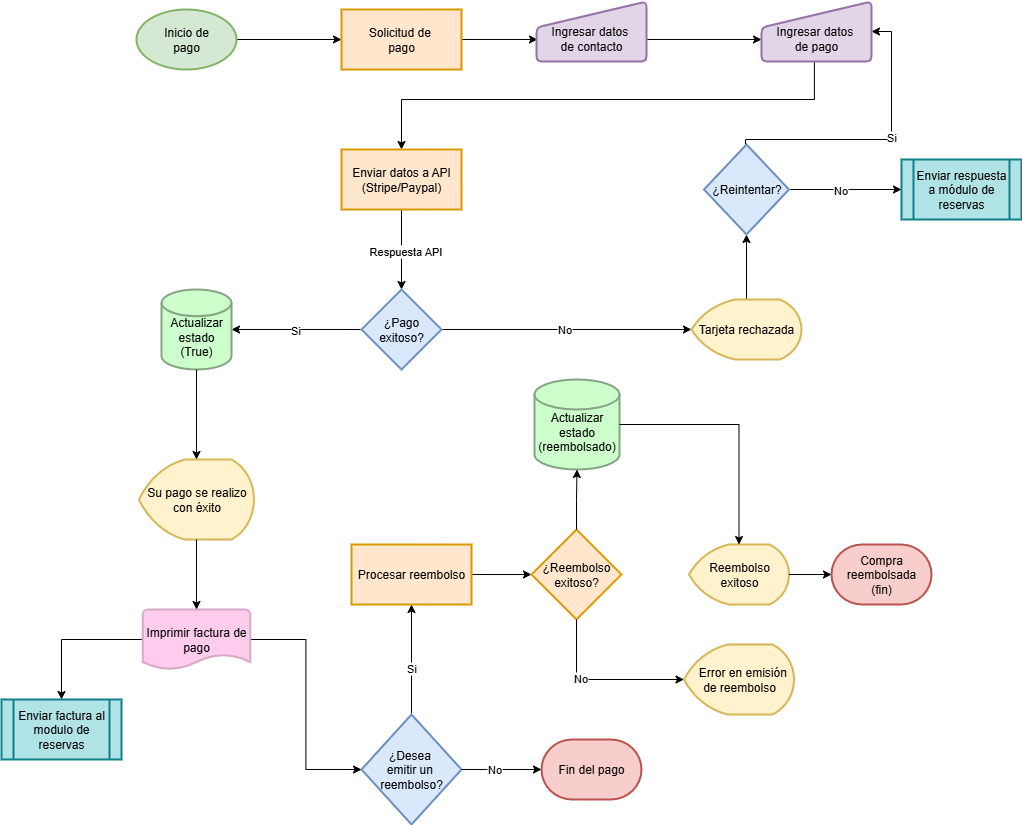 Inicio de
pago
Solicitud de
pago
Ingresar datos
de contacto
Ingresar datos
de pago
Si
Enviar datos a API
(Stripe/Paypal)
¿Reintentar?
No
Enviar respuesta
a módulo de
reservas
Respuesta API
Actualizar
estado
(True)
Si
¿Pago
exitoso?
No
Tarjeta rechazada
Actualizar
estado
(reembolsado)
Su pago se realizo
con éxito
Procesar reembolso
¿Reembolso
exitoso?
Reembolso
exitoso
Compra
reembolsada
(fin)
Imprimir factura de
pago
Si
No
Error en emisión
de reembolso
Enviar factura al
modulo de
reservas
¿Desea
emitir un
reembolso?
No
Fin del pago